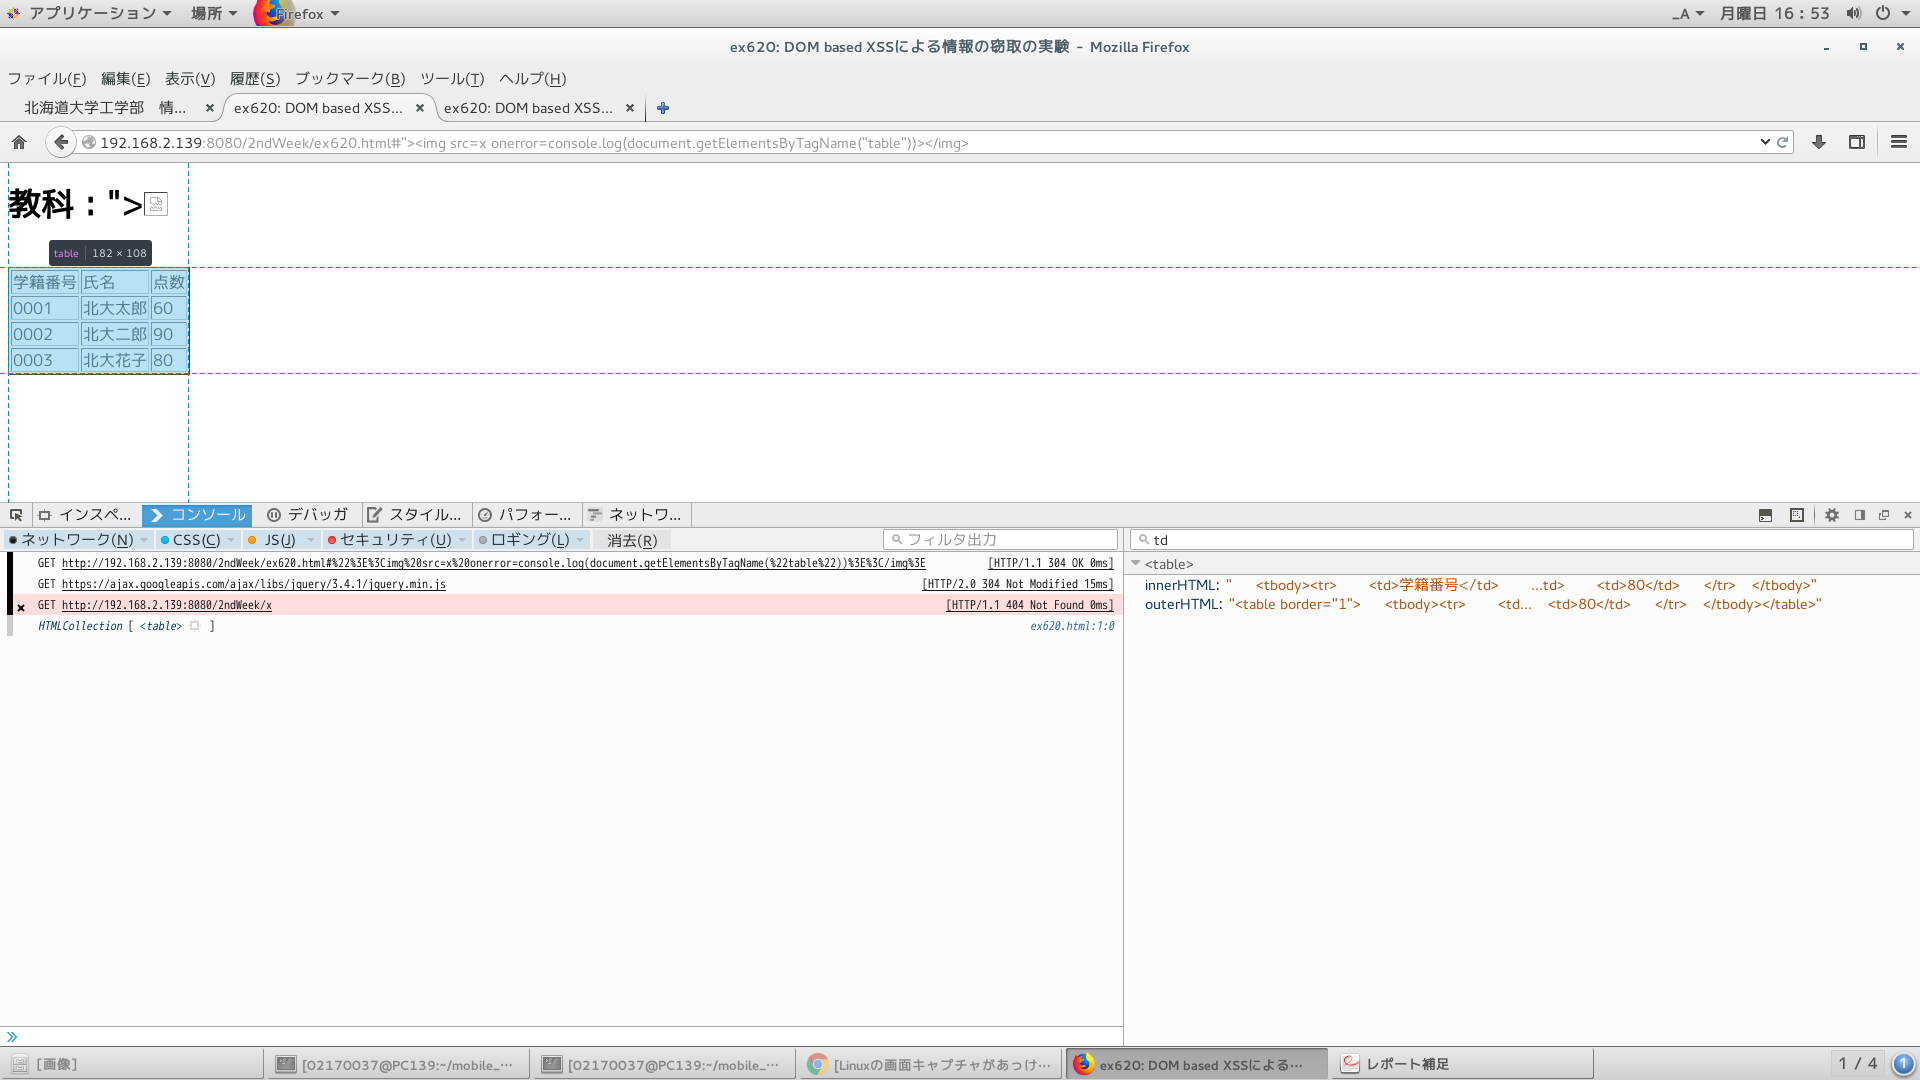 アプリケーション 場所 Firefox _A 月曜日 16:53
ex620: DOM based XSSによる情報の窃取の実験 - Mozilla Firefox
ファイル(F) 編集(E) 表示(V) 履歴(S) ブックマーク(B) ツール(T) ヘルプ(H)
北海道大学工学部 情... ex620: DOM based XSS... ex620: DOM based XSS...
192.168.2.139:8080/2ndWeek/ex620.html#"><img src=x onerror=console.log(document.getElementsByTagName("table"))></img>
教科："> 
table 182 × 108
学籍番号 氏名 点数
0001 北大太郎 60
0002 北大二郎 90
0003 北大花子 80
インスペ... コンソール デバッガ スタイル... パフォー... ネットワ...
ネットワーク(N) CSS(C) JS(J) セキュリティ(U) ロギング(L) 消去(R) フィルタ出力 td
GET http://192.168.2.139:8080/2ndWeek/ex620.html#%22%3E%3Cimg%20src=x%20onerror=console.log(document.getElementsByTagName(%22table%22))%3E%3C/img%3E [HTTP/1.1 304 OK 0ms]
GET https://ajax.googleapis.com/ajax/libs/jquery/3.4.1/jquery.min.js [HTTP/2.0 304 Not Modified 15ms]
GET http://192.168.2.139:8080/2ndWeek/x [HTTP/1.1 404 Not Found 0ms]
HTMLCollection [ <table> ] ex620.html:1:0
<table>
innerHTML: " <tbody><tr> <td>学籍番号</td> ...td> <td>80</td> </tr> </tbody>"
outerHTML: "<table border="1"> <tbody><tr> <td... <td>80</td> </tr> </tbody></table>"
[画像] [02170037@PC139:~/mobile_… [02170037@PC139:~/mobile_… [Linuxの画面キャプチャがあっけ… ex620: DOM based XSSによる… レポート補足 1 / 4 1